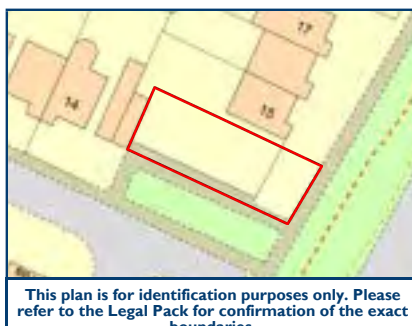 17
14
15
This plan is for identification purposes only. Please
refer to the Legal Pack for confirmation of the exact
boundaries